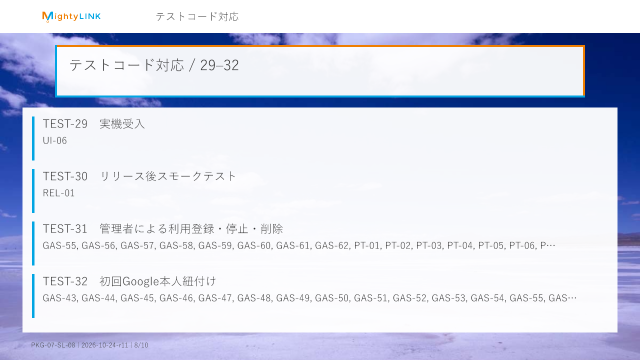 MightyLINK
テストコード対応
テストコード対応 / 29–32
TEST-29　実機受入
UI-06
TEST-30　リリース後スモークテスト
REL-01
TEST-31　管理者による利用登録・停止・削除
GAS-55, GAS-56, GAS-57, GAS-58, GAS-59, GAS-60, GAS-61, GAS-62, PT-01, PT-02, PT-03, PT-04, PT-05, PT-06, P…
TEST-32　初回Google本人紐付け
GAS-43, GAS-44, GAS-45, GAS-46, GAS-47, GAS-48, GAS-49, GAS-50, GAS-51, GAS-52, GAS-53, GAS-54, GAS-55, GAS…
PKG-07-SL-08 | 2026-10-24-r11 | 8/10